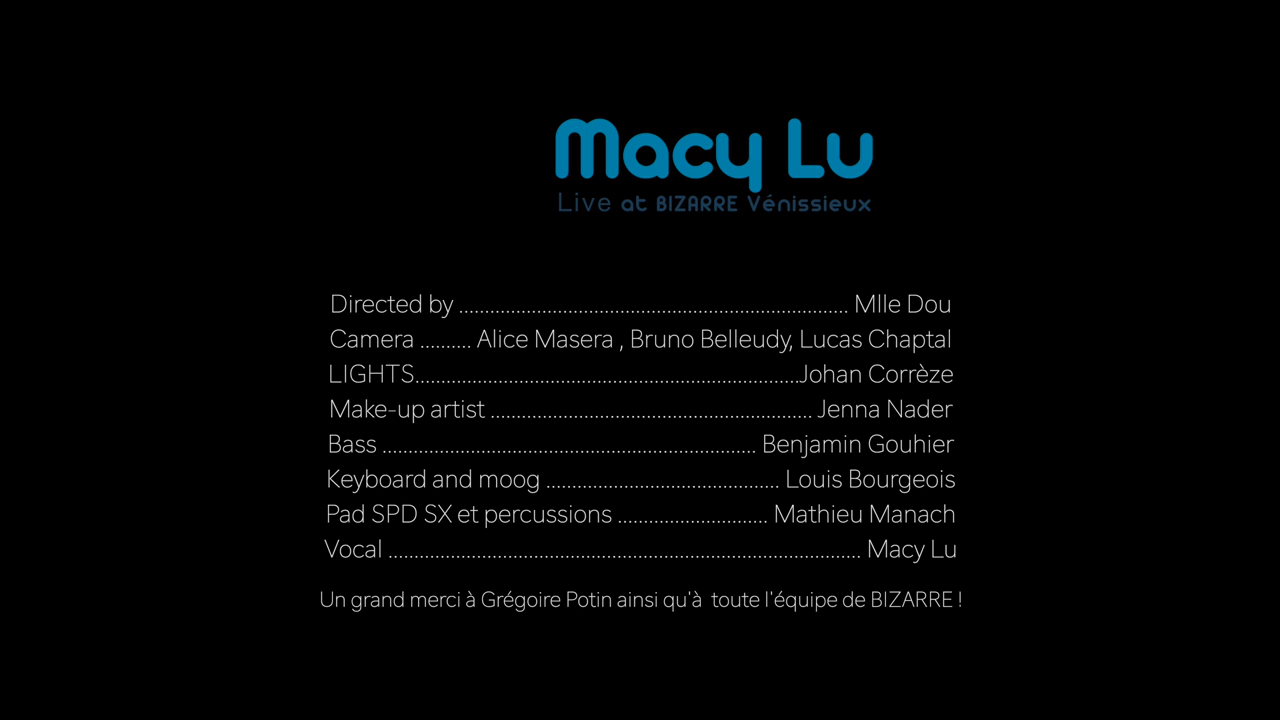 Macy Lu
Live at BIZARRE Vénissieux
Directed by ........................................................................... Mlle Dou
Camera .......... Alice Masera , Bruno Belleudy, Lucas Chaptal
LIGHTS..........................................................................Johan Corrèze
Make-up artist .............................................................. Jenna Nader
Bass ........................................................................ Benjamin Gouhier
Keyboard and moog ............................................. Louis Bourgeois
Pad SPD SX et percussions ............................. Mathieu Manach
Vocal ........................................................................................... Macy Lu
Un grand merci à Grégoire Potin ainsi qu'à toute l'équipe de BIZARRE !